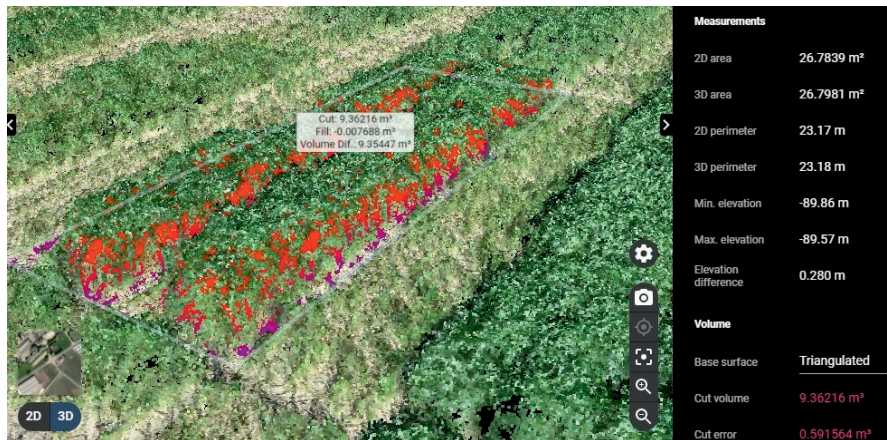 Cut: 9.36216 m³
Fill: -0.007688 m³
Volume Dif.: 9.35447 m³
2D 3D
Measurements
2D area 26.7839 m²
3D area 26.7981 m²
2D perimeter 23.17 m
3D perimeter 23.18 m
Min. elevation -89.86 m
Max. elevation -89.57 m
Elevation
difference 0.280 m
Volume
Base surface Triangulated
Cut volume 9.36216 m³
Cut error 0.591564 m³